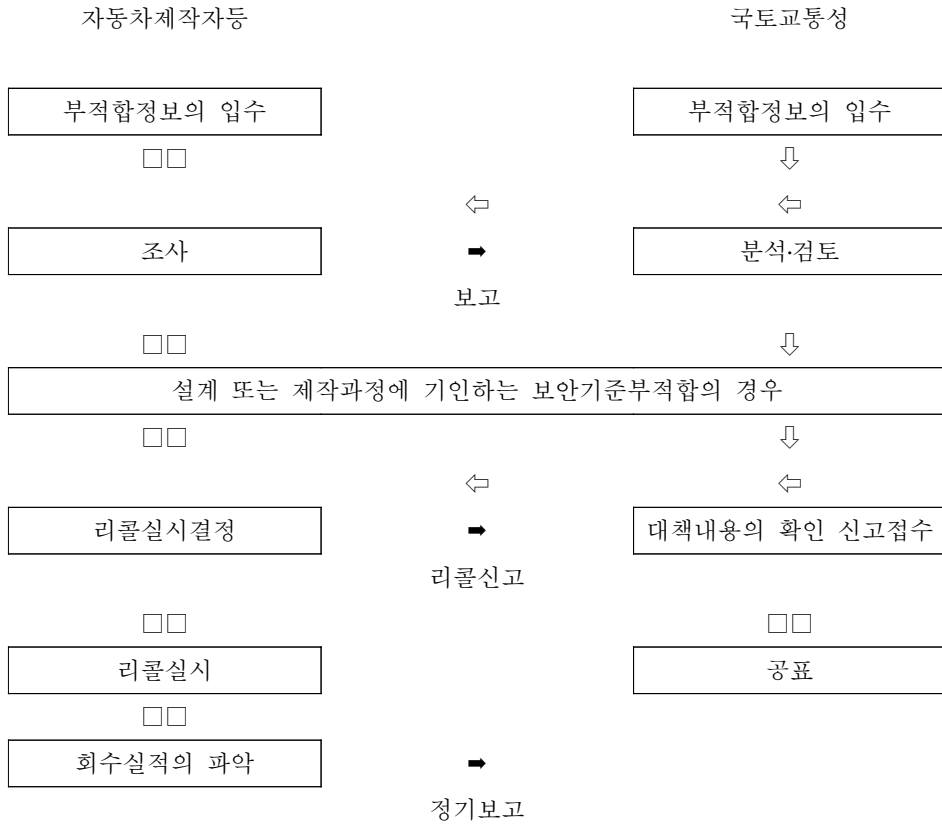 자동차제작자등 국토교통성
부적합정보의 입수 부적합정보의 입수
□□ ⇩
⇦ ⇦
조사 ➡ 분석·검토
보고
□□ ⇩
설계 또는 제작과정에 기인하는 보안기준부적합의 경우
□□ ⇩
⇦ ⇦
리콜실시결정 ➡ 대책내용의 확인 신고접수
리콜신고
□□ □□
리콜실시 공표
□□
회수실적의 파악 ➡
정기보고